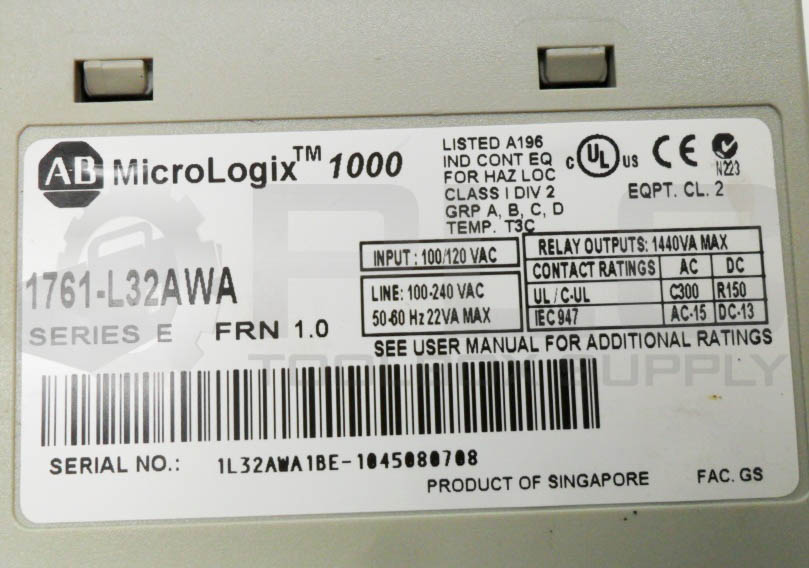 AB MicroLogix™ 1000
LISTED A196
IND CONT EQ
FOR HAZ LOC
CLASS I DIV 2
GRP A, B, C, D
TEMP. T3C
C UL US CE N223
EQPT. CL. 2
1761-L32AWA
SERIES E FRN 1.0
INPUT : 100/120 VAC
LINE: 100-240 VAC
50-60 Hz 22VA MAX
RELAY OUTPUTS: 1440VA MAX
CONTACT RATINGS AC DC
UL / C-UL C300 R150
IEC 947 AC-15 DC-13
SEE USER MANUAL FOR ADDITIONAL RATINGS
PLC
TOOLBOX SUPPLY
SERIAL NO.: 1L32AWA1BE-1045080708
PRODUCT OF SINGAPORE FAC. GS